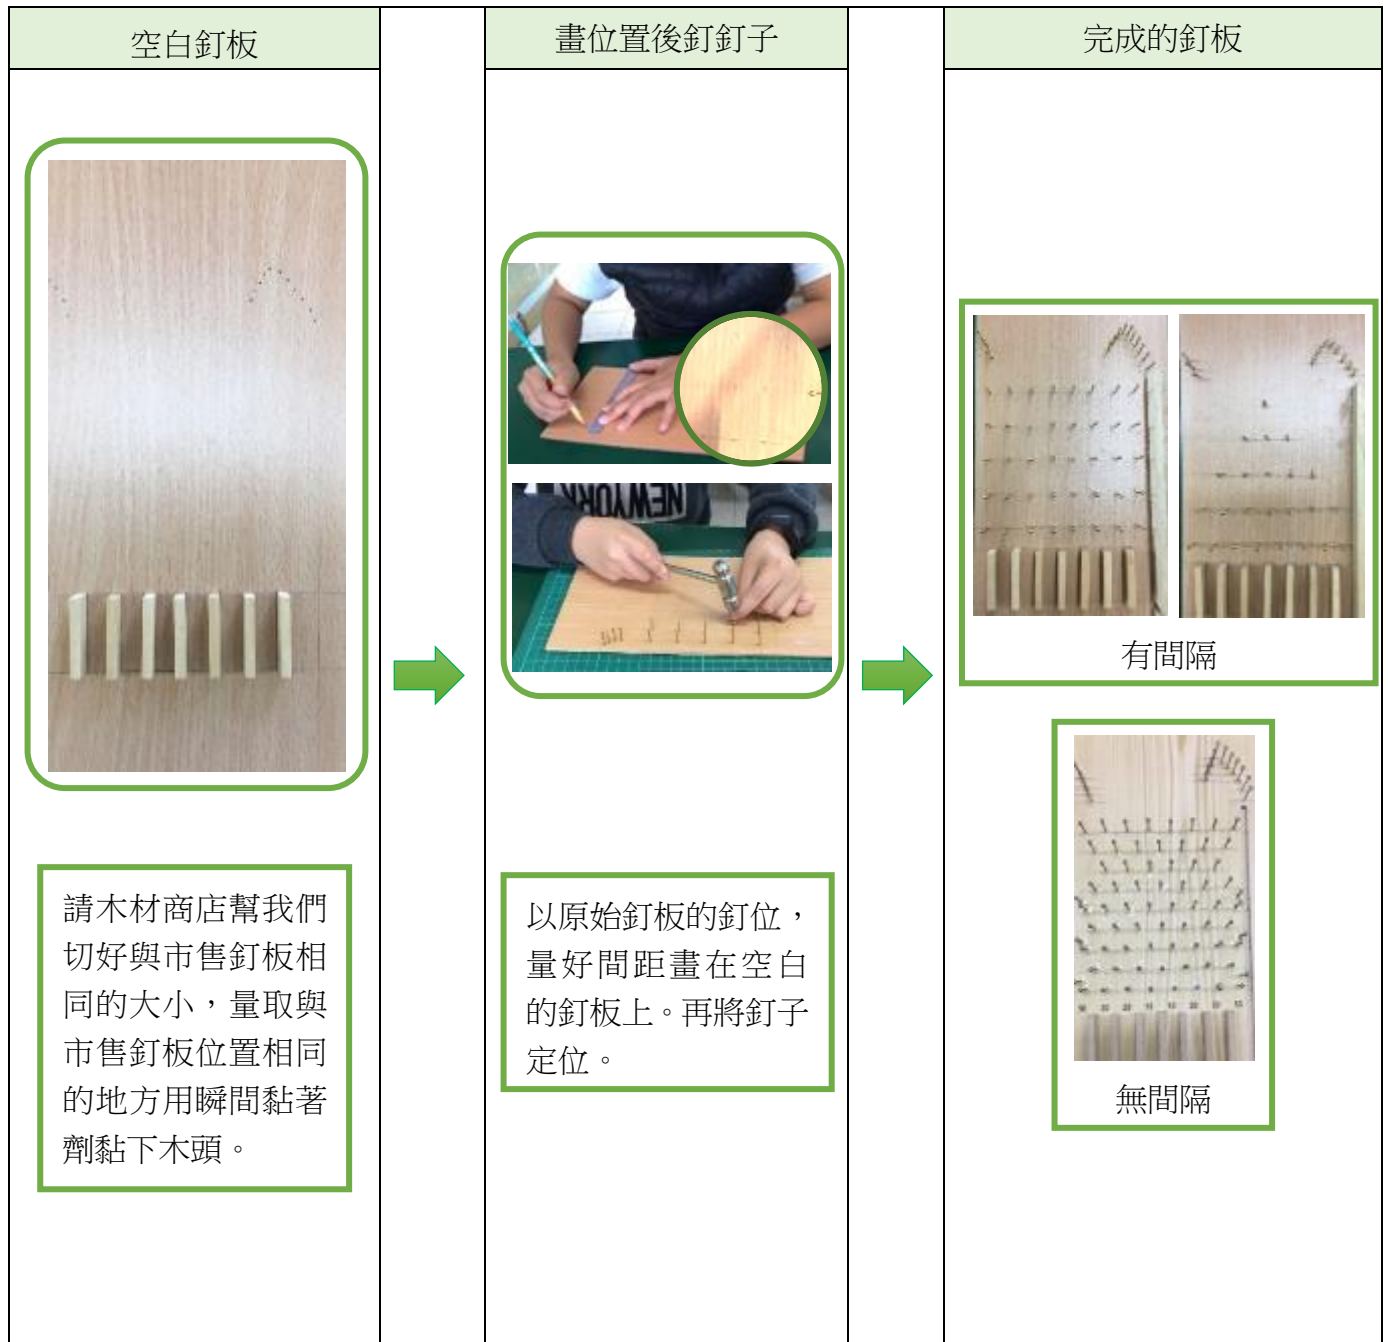 空白釘板
畫位置後釘釘子
完成的釘板
請木材商店幫我們
切好與市售釘板相
同的大小，量取與
市售釘板位置相同
的地方用瞬間黏著
劑黏下木頭。
NEWYORK
以原始釘板的釘位，
量好間距畫在空白
的釘板上。再將釘子
定位。
有間隔
無間隔